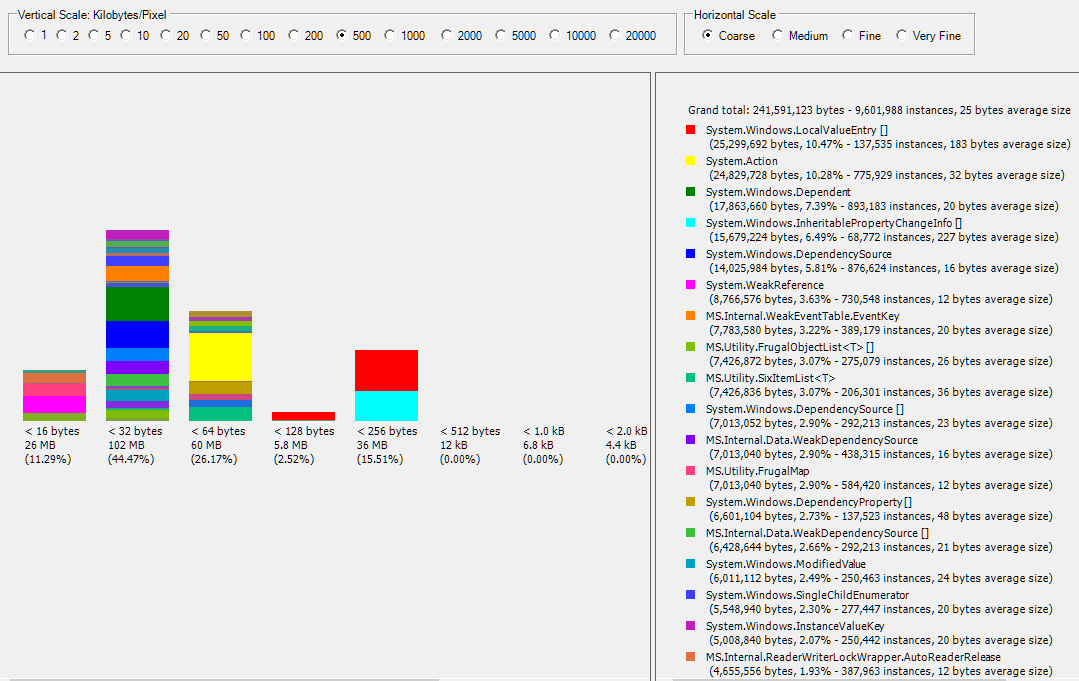 Vertical Scale: Kilobytes/Pixel
1 2 5 10 20 50 100 200 500 1000 2000 5000 10000 20000
Horizontal Scale
Coarse Medium Fine Very Fine
< 16 bytes
26 MB
(11.29%)
< 32 bytes
102 MB
(44.47%)
< 64 bytes
60 MB
(26.17%)
< 128 bytes
5.8 MB
(2.52%)
< 256 bytes
36 MB
(15.51%)
< 512 bytes
12 kB
(0.00%)
< 1.0 kB
6.8 kB
(0.00%)
< 2.0 kB
4.4 kB
(0.00%)
Grand total: 241,591,123 bytes - 9,601,988 instances, 25 bytes average size
System.Windows.LocalValueEntry []
(25,299,692 bytes, 10.47% - 137,535 instances, 183 bytes average size)
System.Action
(24,829,728 bytes, 10.28% - 775,929 instances, 32 bytes average size)
System.Windows.Dependent
(17,863,660 bytes, 7.39% - 893,183 instances, 20 bytes average size)
System.Windows.InheritablePropertyChangeInfo []
(15,679,224 bytes, 6.49% - 68,772 instances, 227 bytes average size)
System.Windows.DependencySource
(14,025,984 bytes, 5.81% - 876,624 instances, 16 bytes average size)
System.WeakReference
(8,766,576 bytes, 3.63% - 730,548 instances, 12 bytes average size)
MS.Internal.WeakEventTable.EventKey
(7,783,580 bytes, 3.22% - 389,179 instances, 20 bytes average size)
MS.Utility.FrugalObjectList<T> []
(7,426,872 bytes, 3.07% - 275,079 instances, 26 bytes average size)
MS.Utility.SixItemList<T>
(7,426,836 bytes, 3.07% - 206,301 instances, 36 bytes average size)
System.Windows.DependencySource []
(7,013,052 bytes, 2.90% - 292,213 instances, 23 bytes average size)
MS.Internal.Data.WeakDependencySource
(7,013,040 bytes, 2.90% - 438,315 instances, 16 bytes average size)
MS.Utility.FrugalMap
(7,013,040 bytes, 2.90% - 584,420 instances, 12 bytes average size)
System.Windows.DependencyProperty []
(6,601,104 bytes, 2.73% - 137,523 instances, 48 bytes average size)
MS.Internal.Data.WeakDependencySource []
(6,428,644 bytes, 2.66% - 292,213 instances, 21 bytes average size)
System.Windows.ModifiedValue
(6,011,112 bytes, 2.49% - 250,463 instances, 24 bytes average size)
System.Windows.SingleChildEnumerator
(5,548,940 bytes, 2.30% - 277,447 instances, 20 bytes average size)
System.Windows.InstanceValueKey
(5,008,840 bytes, 2.07% - 250,442 instances, 20 bytes average size)
MS.Internal.ReaderWriterLockWrapper.AutoReaderRelease
(4,655,556 bytes, 1.93% - 387,963 instances, 12 bytes average size)